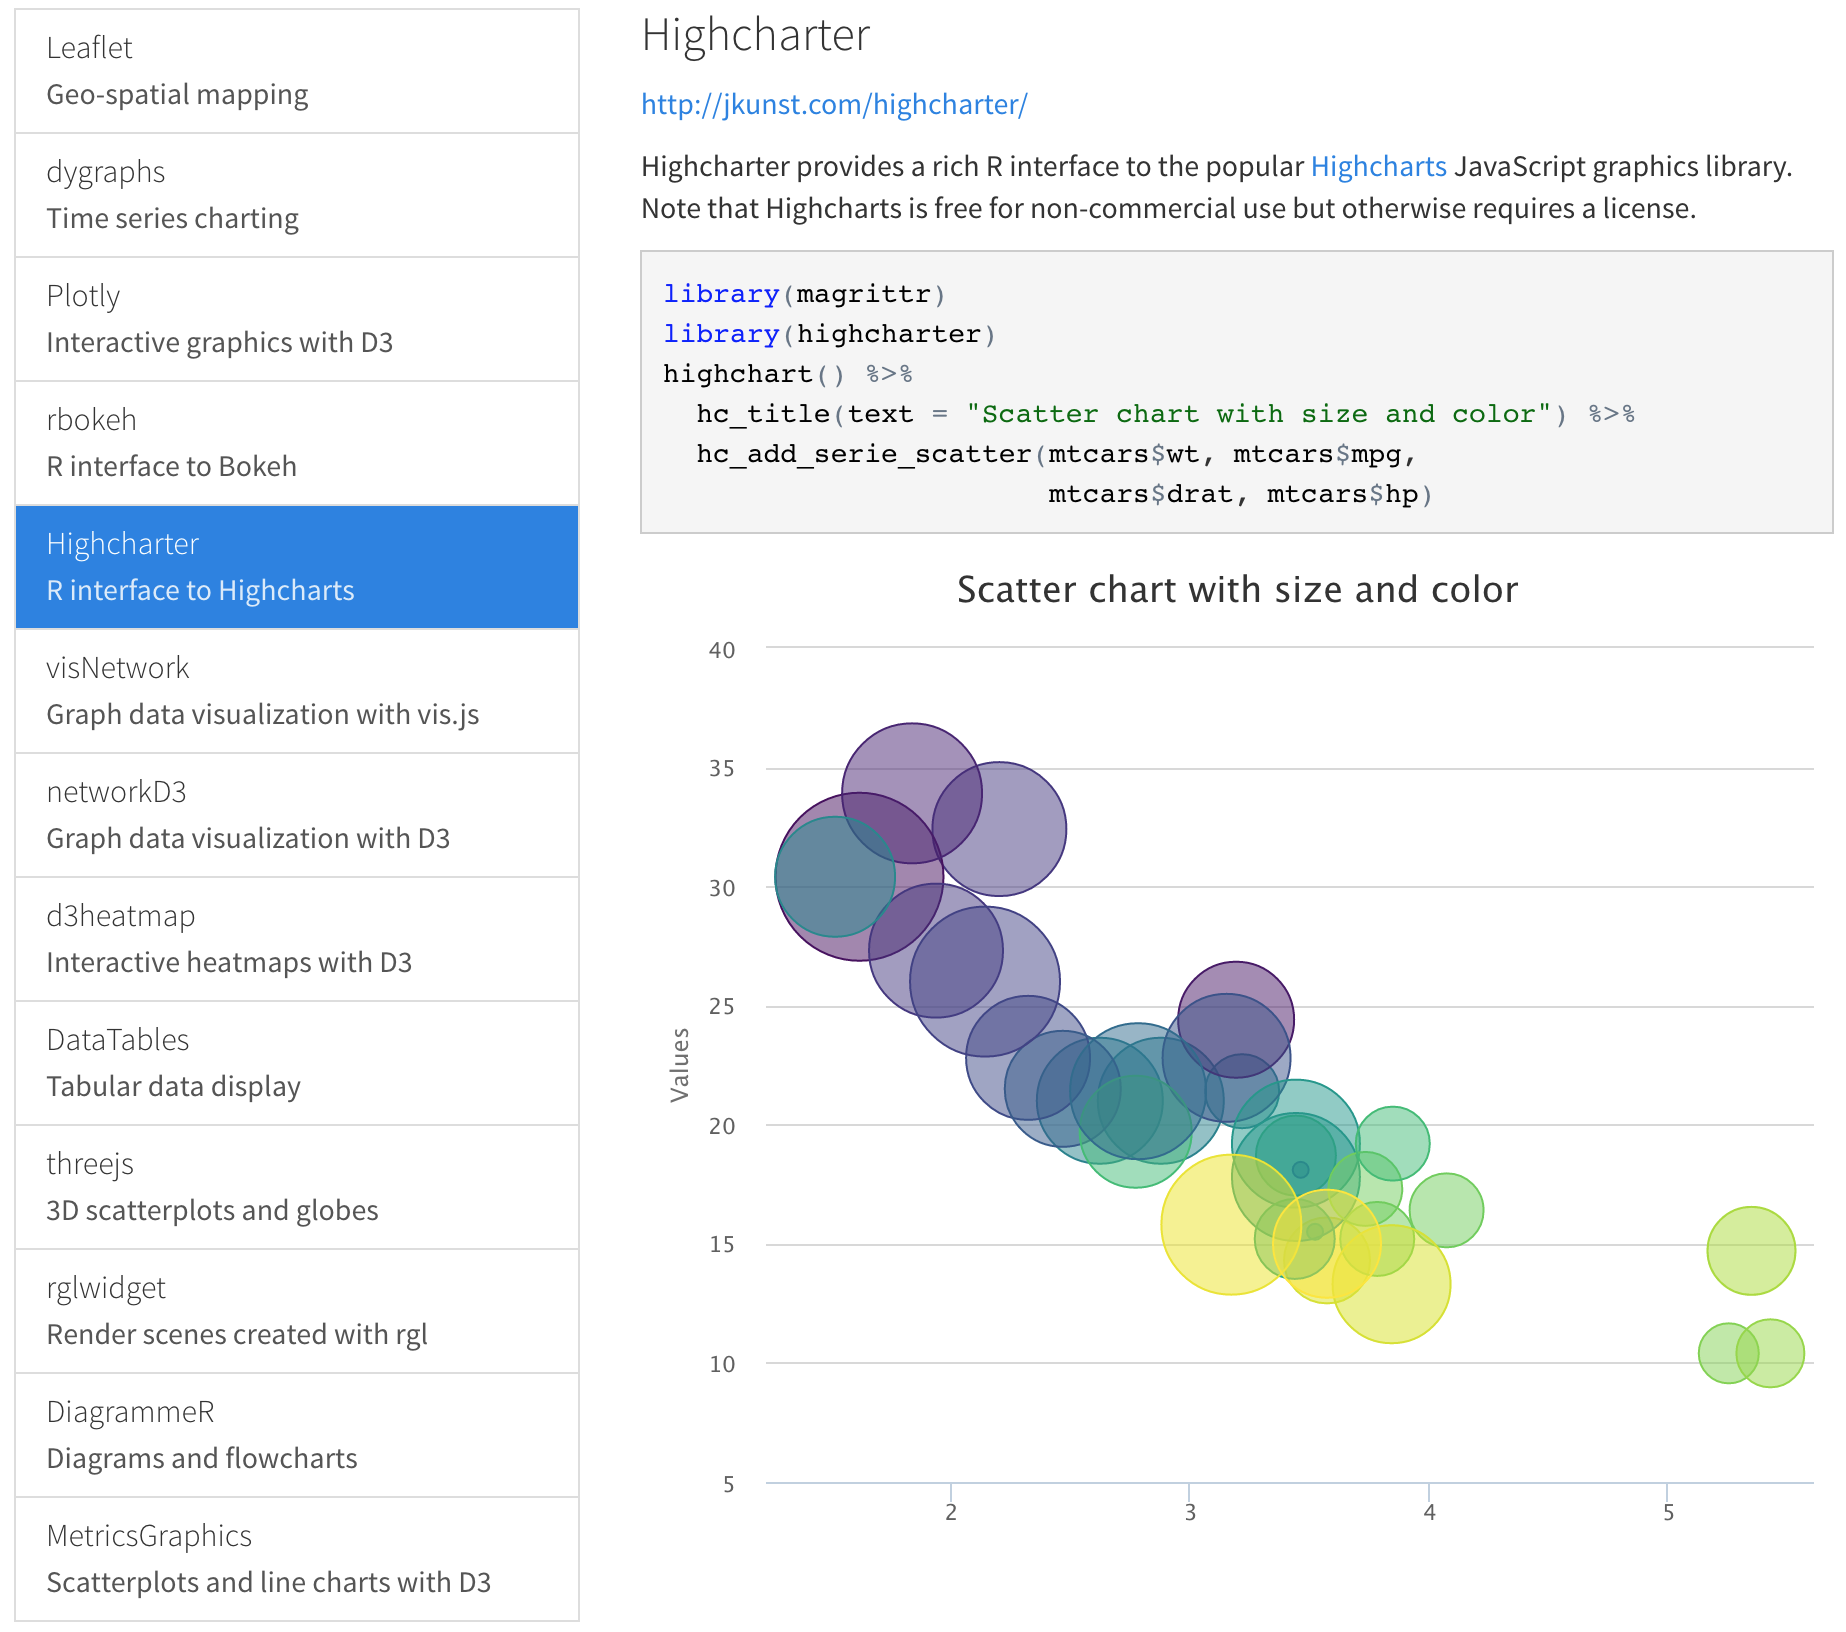 Leaflet
Geo-spatial mapping
dygraphs
Time series charting
Plotly
Interactive graphics with D3
rbokeh
R interface to Bokeh
Highcharter
R interface to Highcharts
visNetwork
Graph data visualization with vis.js
networkD3
Graph data visualization with D3
d3heatmap
Interactive heatmaps with D3
DataTables
Tabular data display
threejs
3D scatterplots and globes
rglwidget
Render scenes created with rgl
DiagrammeR
Diagrams and flowcharts
MetricsGraphics
Scatterplots and line charts with D3
Highcharter
http://jkunst.com/highcharter/
Highcharter provides a rich R interface to the popular Highcharts JavaScript graphics library.
Note that Highcharts is free for non-commercial use but otherwise requires a license.
library(magrittr)
library(highcharter)
highchart() %>%
  hc_title(text = "Scatter chart with size and color") %>%
  hc_add_serie_scatter(mtcars$wt, mtcars$mpg,
                       mtcars$drat, mtcars$hp)
Scatter chart with size and color
Values
40
35
30
25
20
15
10
5
2 3 4 5